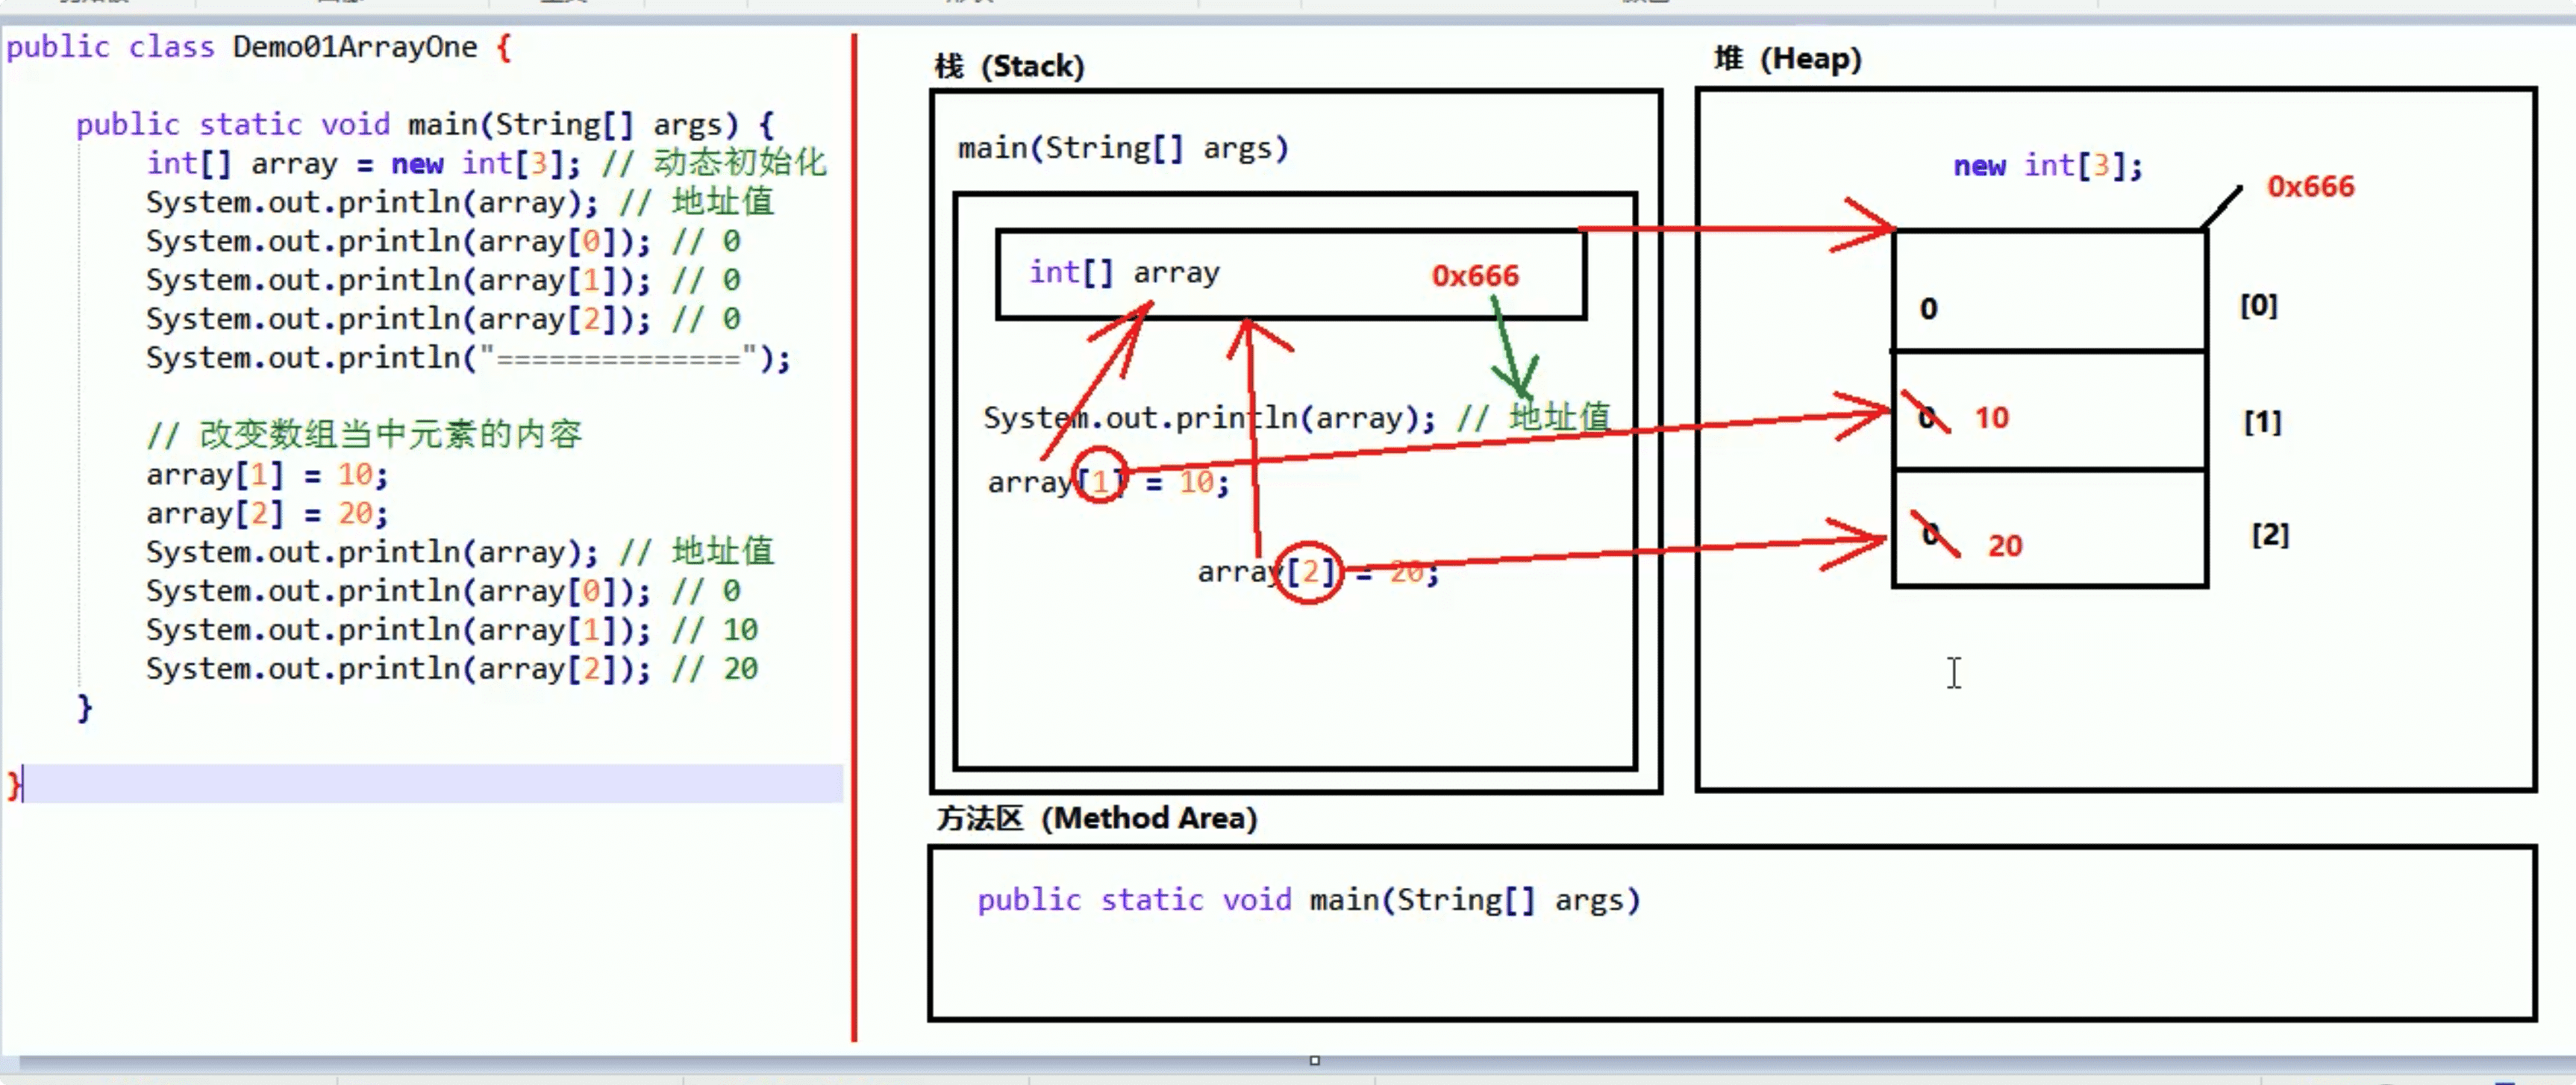 public class Demo01ArrayOne {
public static void main(String[] args) {
int[] array = new int[3]; // 动态初始化
System.out.println(array); // 地址值
System.out.println(array[0]); // 0
System.out.println(array[1]); // 0
System.out.println(array[2]); // 0
System.out.println("==============");
// 改变数组当中元素的内容
array[1] = 10;
array[2] = 20;
System.out.println(array); // 地址值
System.out.println(array[0]); // 0
System.out.println(array[1]); // 10
System.out.println(array[2]); // 20
}
}
栈 (Stack)
main(String[] args)
int[] array 0x666
System.out.println(array); // 地址值
array[1] = 10;
array[2] = 20;
堆 (Heap)
new int[3];
0x666
0 [0]
0 10 [1]
0 20 [2]
方法区 (Method Area)
public static void main(String[] args)